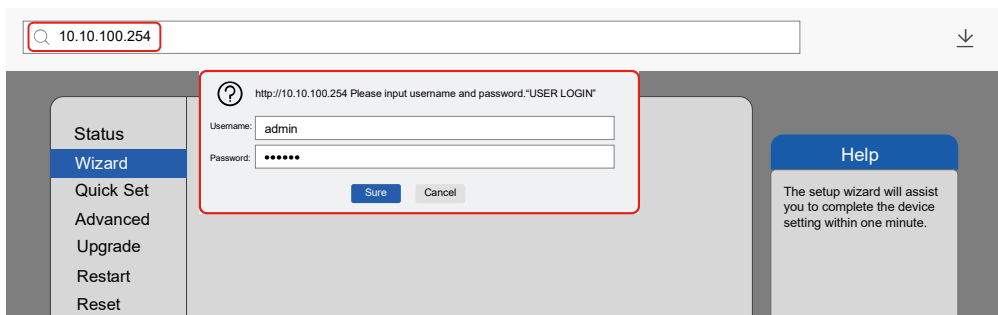 10.10.100.254
http://10.10.100.254 Please input username and password.“USER LOGIN”
Username: admin
Password: ••••••
Sure Cancel
Status
Wizard
Quick Set
Advanced
Upgrade
Restart
Reset
Help
The setup wizard will assist
you to complete the device
setting within one minute.